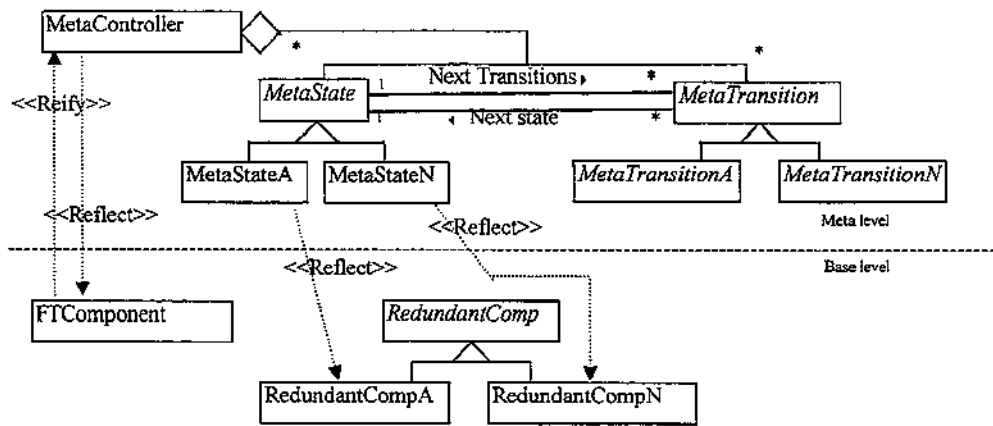 MetaController
*
*
Next Transitions
1
*
MetaState
MetaTransition
<<Reify>>
1
Next state
*
MetaStateA
MetaStateN
MetaTransitionA
MetaTransitionN
<<Reflect>>
<<Reflect>>
Meta level
<<Reflect>>
Base level
FTComponent
RedundantComp
RedundantCompA
RedundantCompN